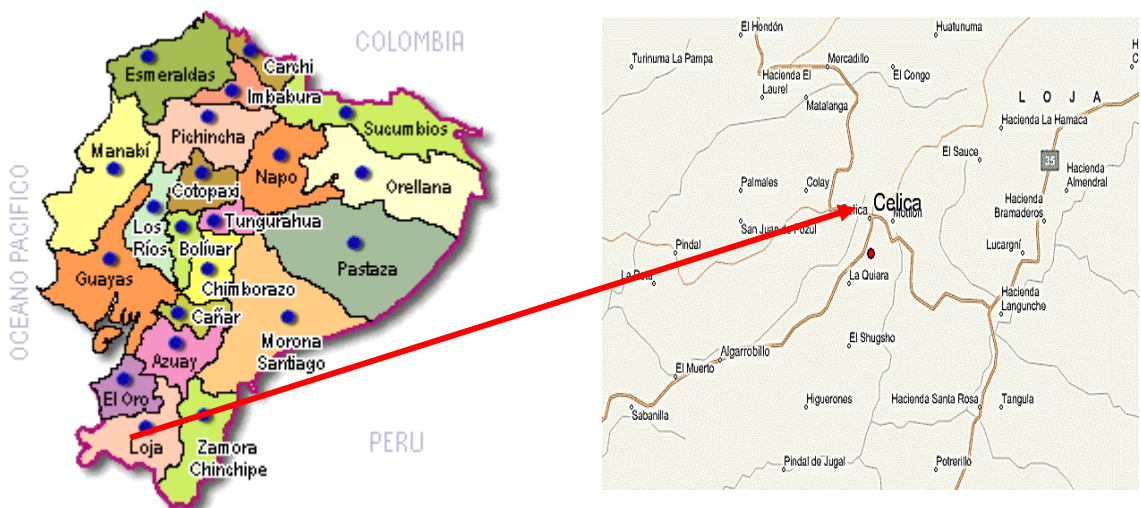 COLOMBIA
Esmeraldas
Carchi
Imbabura
Pichincha
Sucumbios
Manabí
Napo
Orellana
Cotopaxi
Los
Ríos
Tungurahua
Bolívar
Pastaza
Guayas
Chimborazo
Cañar
Morona
Santiago
Azuay
El Oro
Loja
Zamora
Chinchipe
PERU
OCEANO PACIFICO
El Hondón
Huatunuma
Turinuma La Pampa
Mercadillo
El Congo
Hacienda El
Laurel
Matalanga
L O J A
Hacienda La Hamaca
35
El Sauce
Hacienda
Almendral
Palmales
Colay
Celica
Hacienda
Bramaderos
San Juan de Pozul
Pindal
Lucargní
La Quiara
Hacienda
Langunche
El Shugsho
Algarrobillo
El Muerto
Sabanilla
Higuerones
Hacienda Santa Rosa
Tangula
Pindal de Jugal
Potrerillo